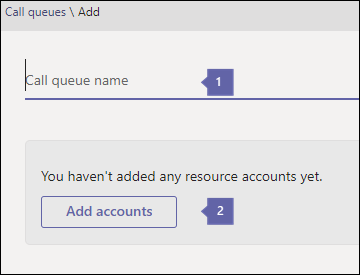 Call queues \ Add
Call queue name
1
You haven't added any resource accounts yet.
Add accounts
2